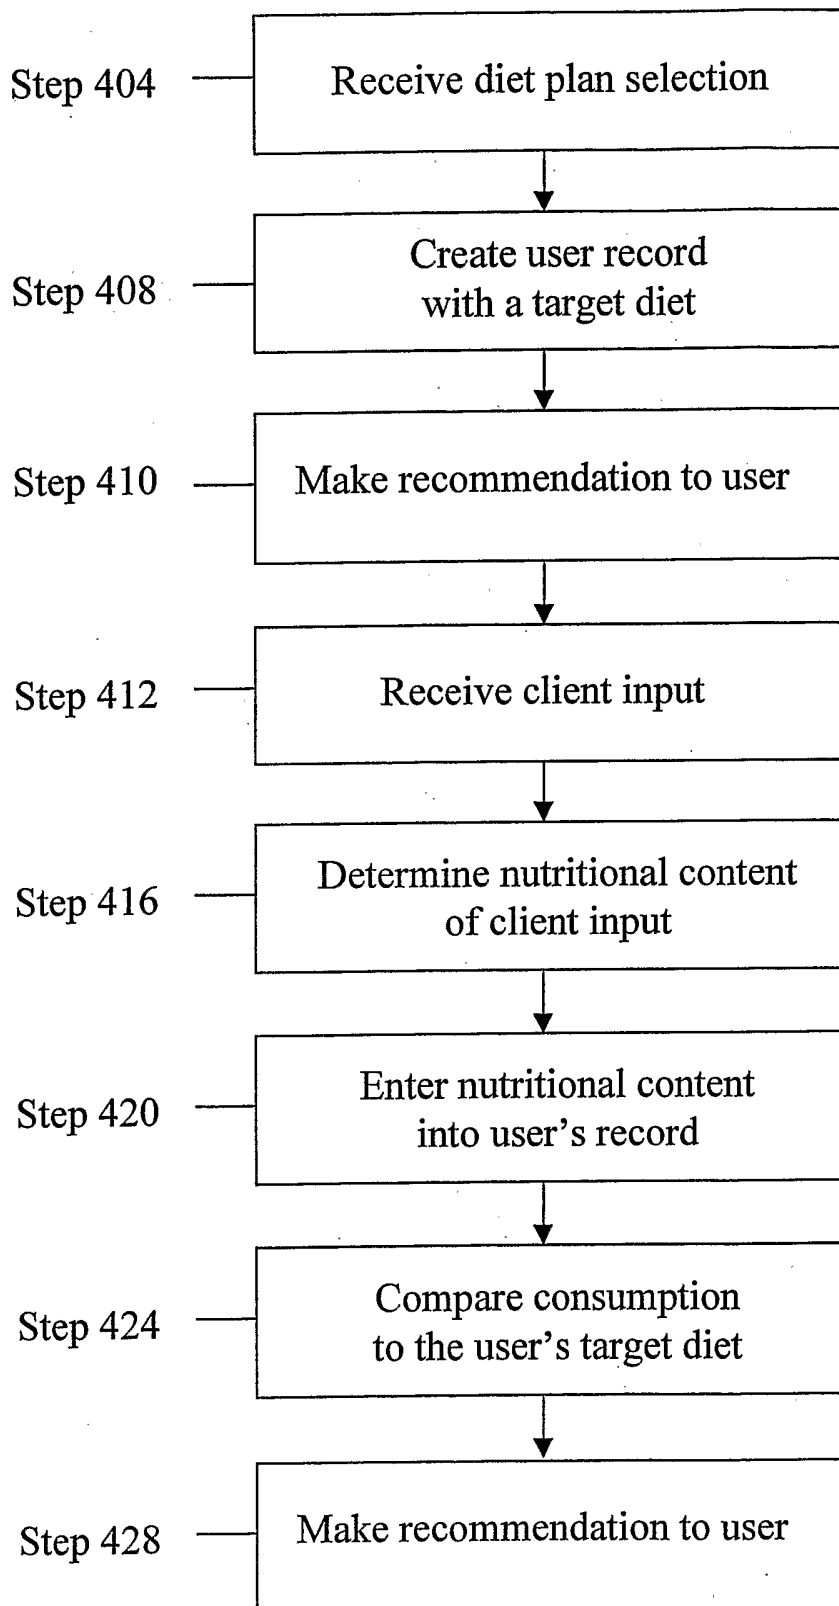 Step 404
Receive diet plan selection
Step 408
Create user record
with a target diet
Step 410
Make recommendation to user
Step 412
Receive client input
Step 416
Determine nutritional content
of client input
Step 420
Enter nutritional content
into user's record
Step 424
Compare consumption
to the user's target diet
Step 428
Make recommendation to user